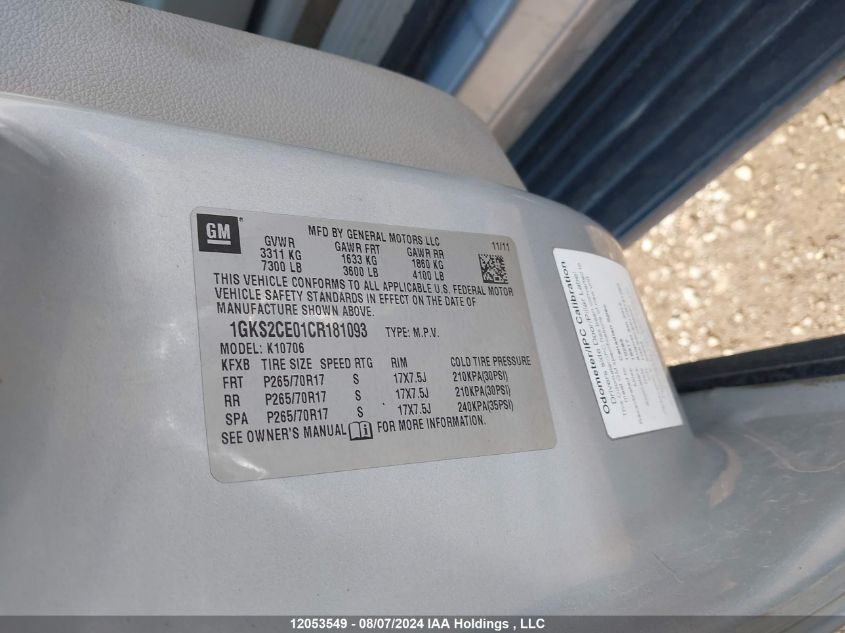 GM
MFD BY GENERAL MOTORS LLC
11/11
GVWR GAWR FRT GAWR RR
3311 KG 1633 KG 1860 KG
7300 LB 3600 LB 4100 LB
THIS VEHICLE CONFORMS TO ALL APPLICABLE U.S. FEDERAL MOTOR
VEHICLE SAFETY STANDARDS IN EFFECT ON THE DATE OF
MANUFACTURE SHOWN ABOVE.
1GKS2CE01CR181093 TYPE: M.P.V.
MODEL: K10706
KFXB TIRE SIZE SPEED RTG RIM COLD TIRE PRESSURE
FRT P265/70R17 S 17X7.5J 210KPA(30PSI)
RR P265/70R17 S 17X7.5J 210KPA(30PSI)
SPA P265/70R17 S 17X7.5J 240KPA(35PSI)
SEE OWNER'S MANUAL FOR MORE INFORMATION.
Odometer/IPC Calibration
12053549 - 08/07/2024 IAA Holdings , LLC